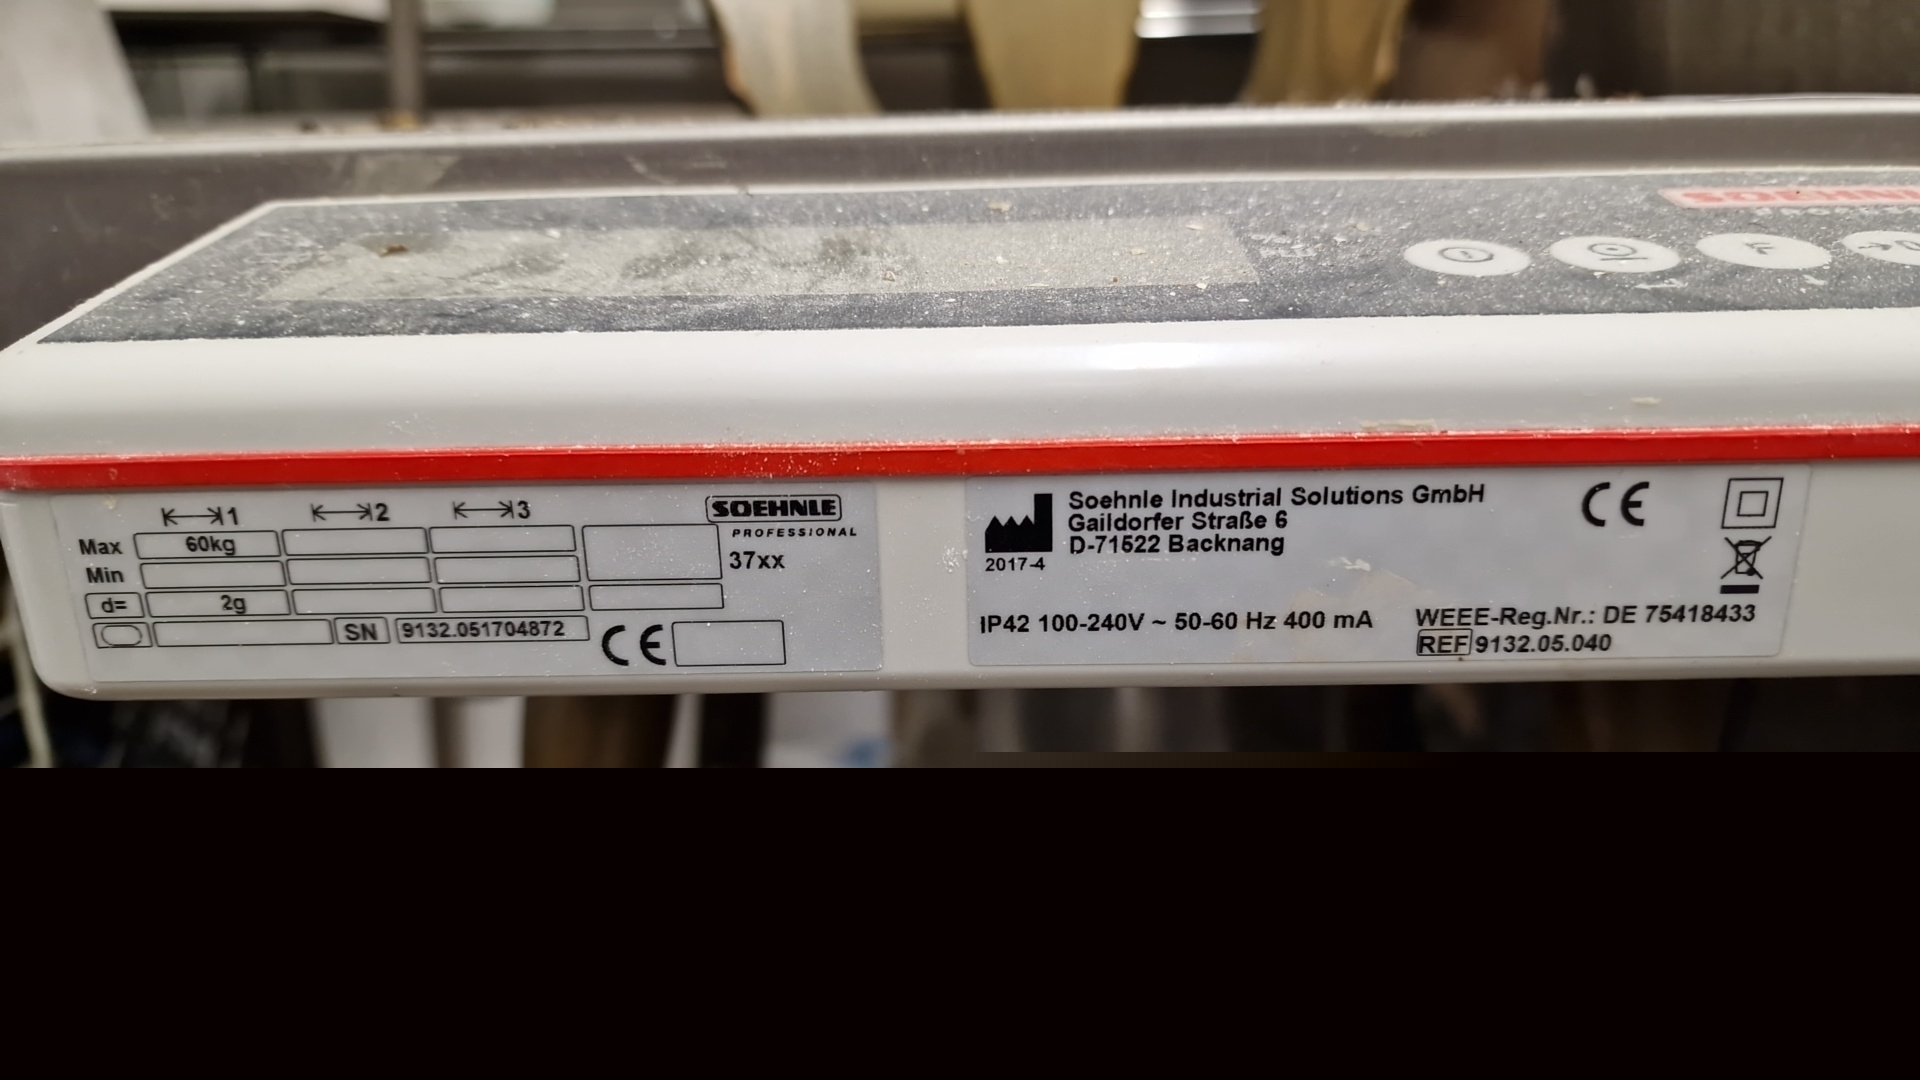 SOEHNLE
1 2 3
Max 60kg
Min
d= 2g
SN 9132.051704872
CE
SOEHNLE
PROFESSIONAL
37xx
2017-4
Soehnle Industrial Solutions GmbH
Gaildorfer Straße 6
D-71522 Backnang
CE
IP42 100-240V ~ 50-60 Hz 400 mA
WEEE-Reg.Nr.: DE 75418433
REF 9132.05.040